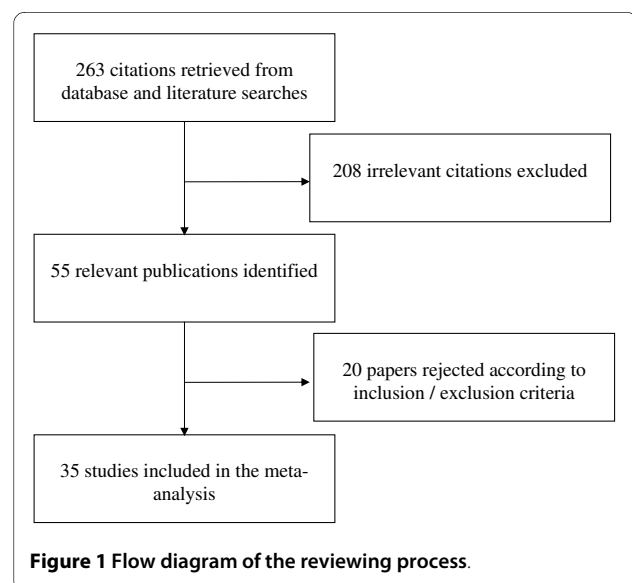 263 citations retrieved from
database and literature searches
208 irrelevant citations excluded
55 relevant publications identified
20 papers rejected according to
inclusion / exclusion criteria
35 studies included in the meta-
analysis
Figure 1 Flow diagram of the reviewing process.